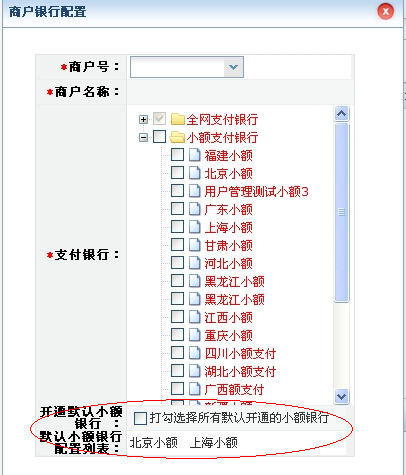 商户银行配置
*商户号：
*商户名称：
*支付银行：
全网支付银行
小额支付银行
福建小额
北京小额
用户管理测试小额3
广东小额
上海小额
甘肃小额
河北小额
黑龙江小额
黑龙江小额
江西小额
重庆小额
四川小额支付
湖北小额支付
广西额支付
开通默认小额
银行 ：
打勾选择所有默认开通的小额银行
默认小额银行
配置列表：
北京小额 上海小额